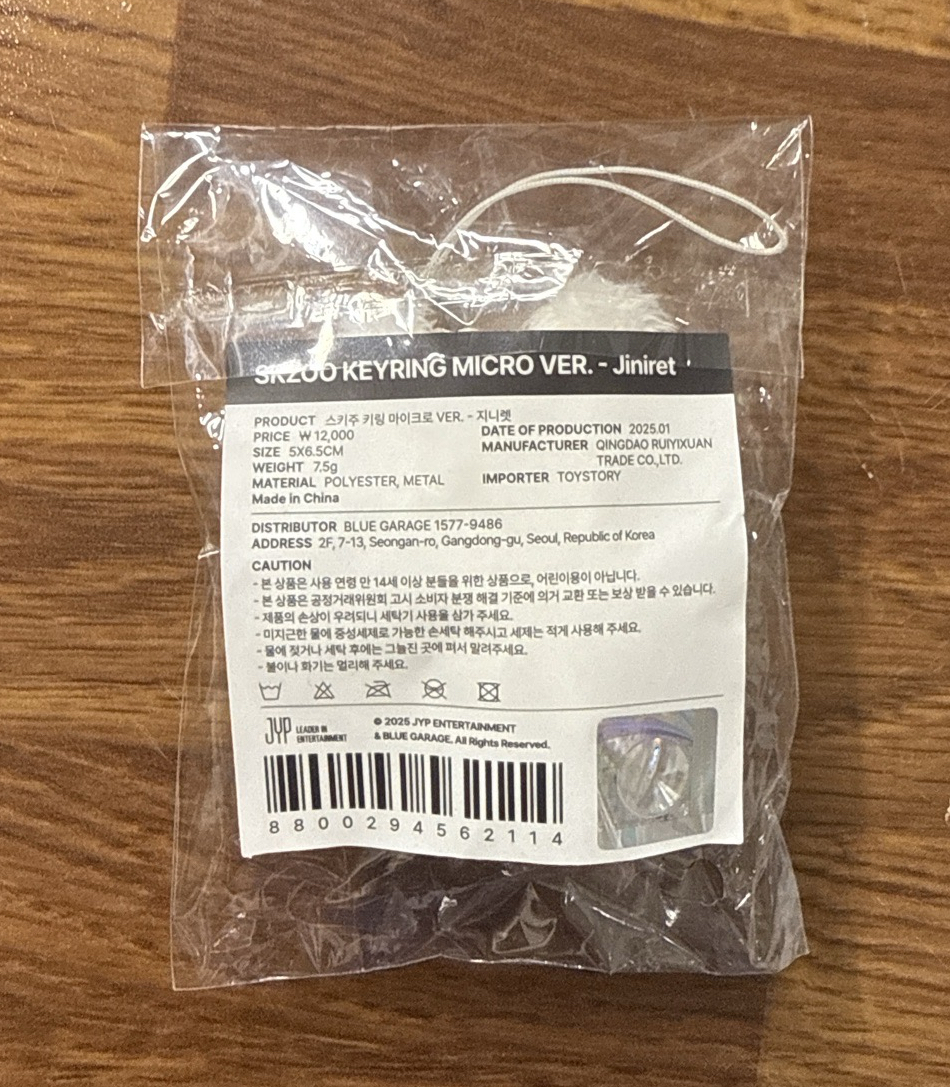 SKZOO KEYRING MICRO VER. - Jiniret
PRODUCT 스키주 키링 마이크로 VER. - 지니렛
PRICE ₩ 12,000
SIZE 5X6.5CM
WEIGHT 7.5g
MATERIAL POLYESTER, METAL
Made in China
DATE OF PRODUCTION 2025.01
MANUFACTURER QINGDAO RUIYIXUAN
TRADE CO.,LTD.
IMPORTER TOYSTORY
DISTRIBUTOR BLUE GARAGE 1577-9486
ADDRESS 2F, 7-13, Seongan-ro, Gangdong-gu, Seoul, Republic of Korea
CAUTION
- 본 상품은 사용 연령 만 14세 이상 분들을 위한 상품으로, 어린이용이 아닙니다.
- 본 상품은 공정거래위원회 고시 소비자 분쟁 해결 기준에 의거 교환 또는 보상 받을 수 있습니다.
- 제품의 손상이 우려되니 세탁기 사용을 삼가 주세요.
- 미지근한 물에 중성세제로 가능한 손세탁 해주시고 세제는 적게 사용해 주세요.
- 물에 젖거나 세탁 후에는 그늘진 곳에 펴서 말려주세요.
- 불이나 화기는 멀리해 주세요.
JYP LEADER IN
ENTERTAINMENT
© 2025 JYP ENTERTAINMENT
& BLUE GARAGE. All Rights Reserved.
8800294562114